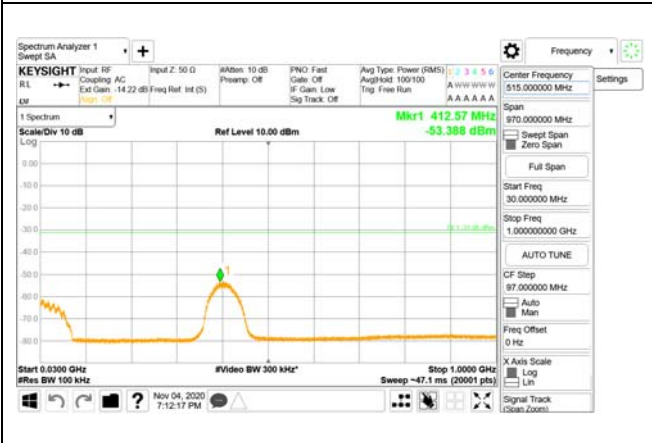 Spectrum Analyzer 1
Swept SA
+
Frequency
KEYSIGHT
Input: RF
Coupling: AC
Ext Gain: -14.22 dB
Align: Off
Input Z: 50 Ω
Freq Ref: Int (S)
#Atten: 10 dB
Preamp: Off
PNO: Fast
Gate: Off
IF Gain: Low
Sig Track: Off
Avg Type: Power (RMS)
Avg|Hold: 100/100
Trig: Free Run
1 2 3 4 5 6
A W W W W W
A A A A A A
RL
1 Spectrum
Scale/Div 10 dB
Log
Ref Level 10.00 dBm
Mkr1 412.57 MHz
-53.388 dBm
0.00
-10.0
-20.0
-30.0
-40.0
-50.0
-60.0
-70.0
-80.0
1
Start 0.0300 GHz
#Res BW 100 kHz
#Video BW 300 kHz*
Stop 1.0000 GHz
Sweep ~47.1 ms (20001 pts)
?
Nov 04, 2020
7:12:17 PM
Center Frequency
515.000000 MHz
Settings
Span
970.000000 MHz
Swept Span
Zero Span
Full Span
Start Freq
30.000000 MHz
Stop Freq
1.000000000 GHz
AUTO TUNE
CF Step
97.000000 MHz
Auto
Man
Freq Offset
0 Hz
X Axis Scale
Log
Lin
Signal Track
(Span Zoom)